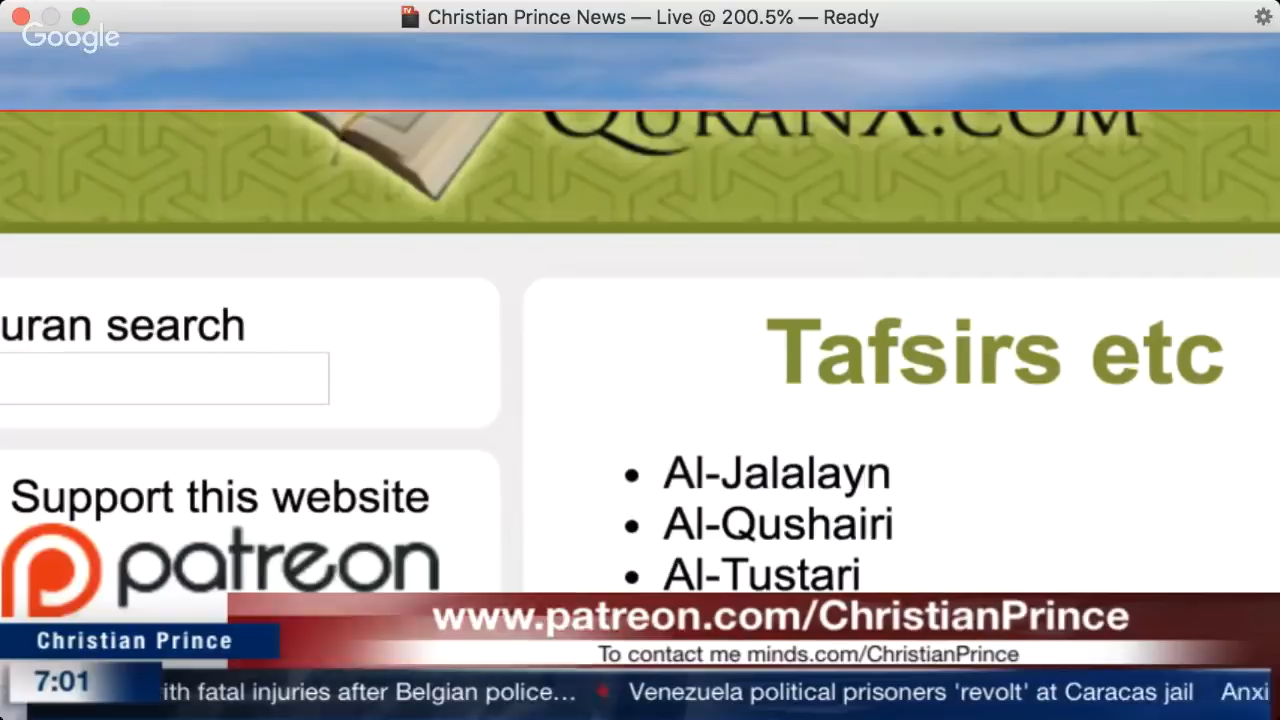 Christian Prince News — Live @ 200.5% — Ready
Google
QURANX.COM
uran search
Tafsirs etc
• Al-Jalalayn
• Al-Qushairi
• Al-Tustari
Support this website
patreon
www.patreon.com/ChristianPrince
Christian Prince
To contact me minds.com/ChristianPrince
7:01
ith fatal injuries after Belgian police... • Venezuela political prisoners 'revolt' at Caracas jail Anxi